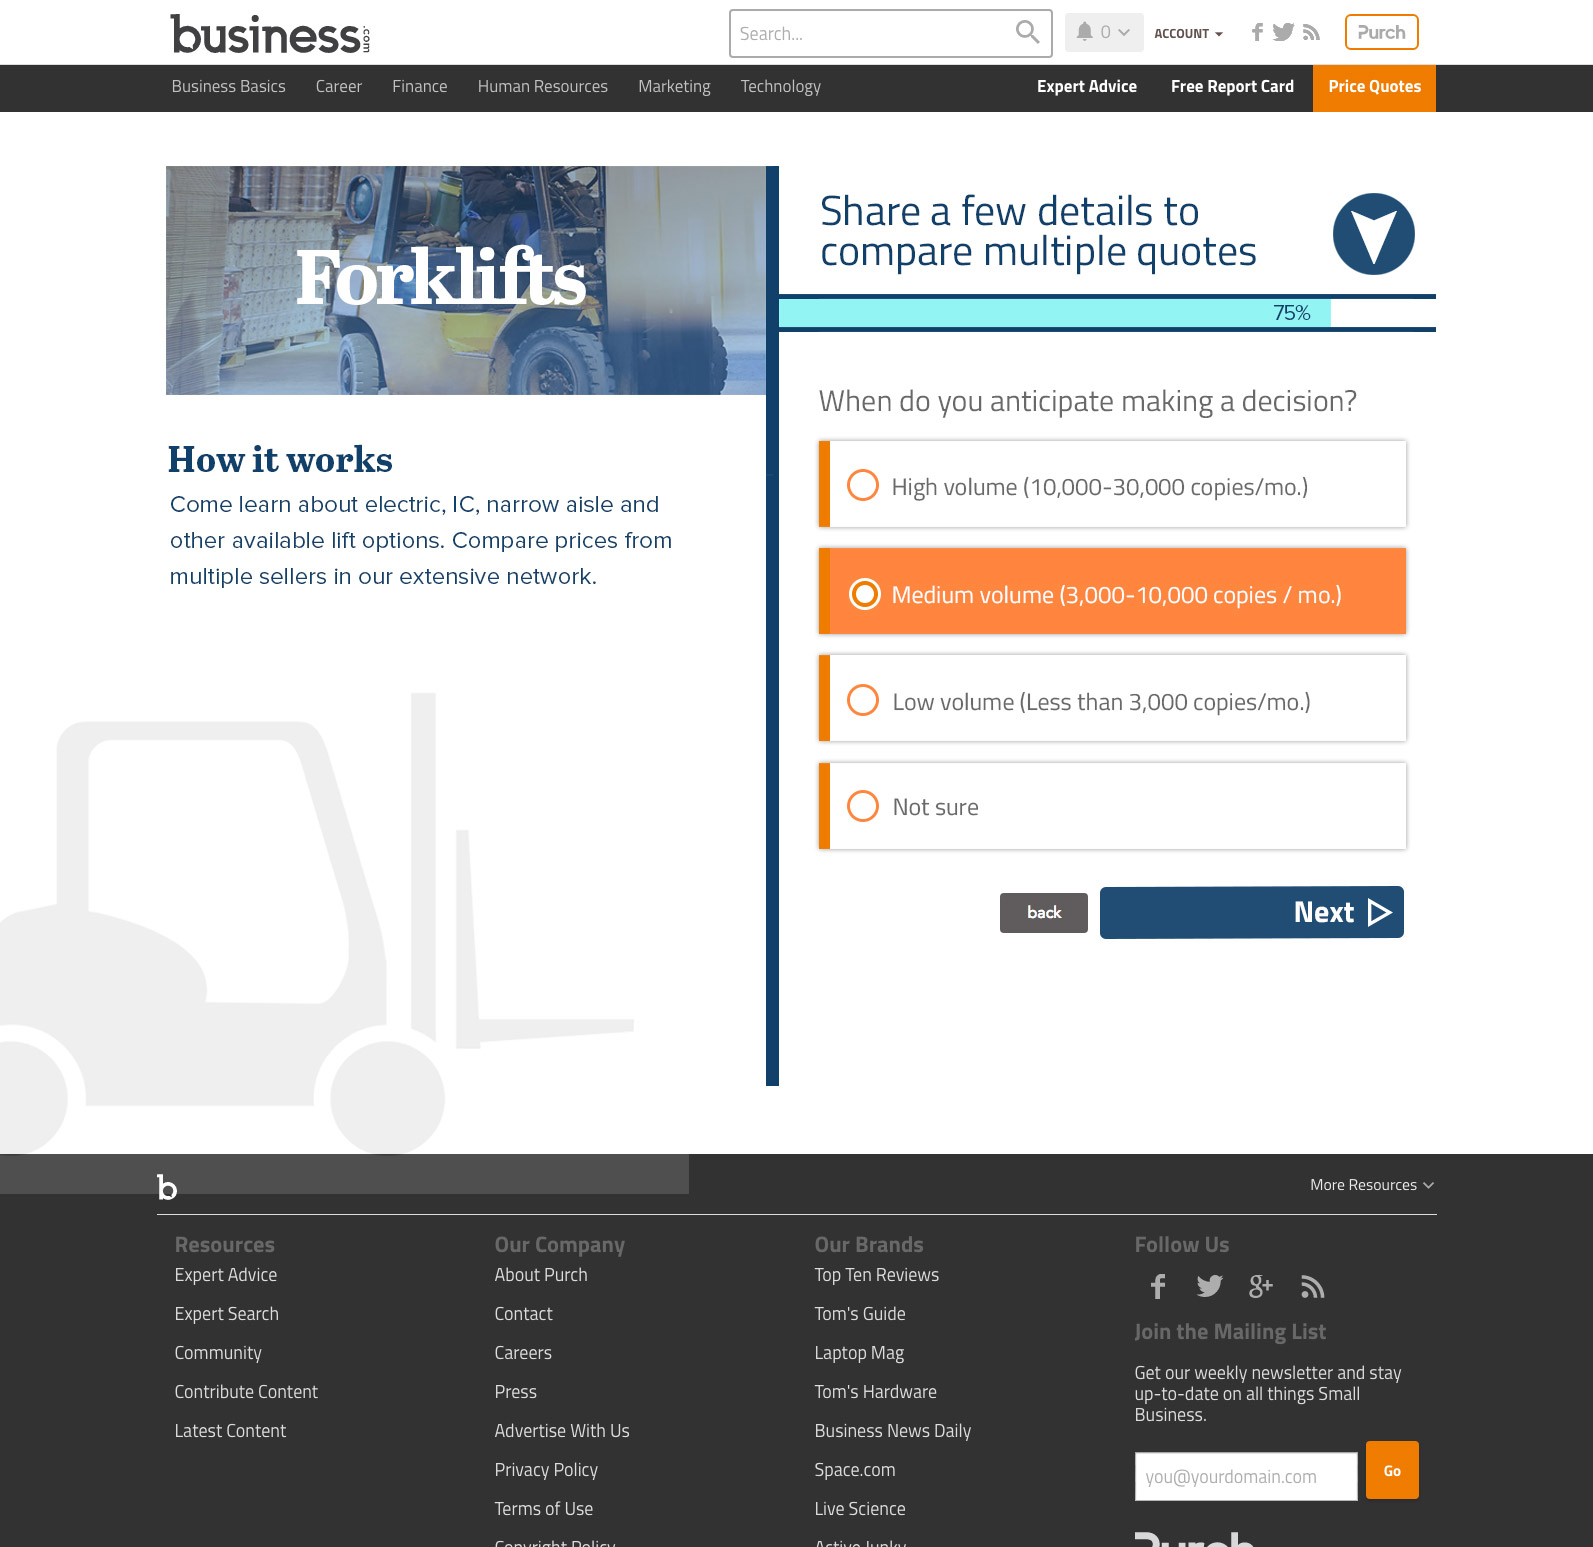 business.com
Search...
0
ACCOUNT
Purch
Business Basics Career Finance Human Resources Marketing Technology Expert Advice Free Report Card Price Quotes
Forklifts
Share a few details to
compare multiple quotes
75%
How it works
Come learn about electric, IC, narrow aisle and
other available lift options. Compare prices from
multiple sellers in our extensive network.
When do you anticipate making a decision?
High volume (10,000-30,000 copies/mo.)
Medium volume (3,000-10,000 copies / mo.)
Low volume (Less than 3,000 copies/mo.)
Not sure
back
Next
b
More Resources
Resources
Expert Advice
Expert Search
Community
Contribute Content
Latest Content
Our Company
About Purch
Contact
Careers
Press
Advertise With Us
Privacy Policy
Terms of Use
Copyright Policy
Our Brands
Top Ten Reviews
Tom's Guide
Laptop Mag
Tom's Hardware
Business News Daily
Space.com
Live Science
Active Junky
Follow Us
Join the Mailing List
Get our weekly newsletter and stay
up-to-date on all things Small
Business.
you@yourdomain.com
Go
Purch